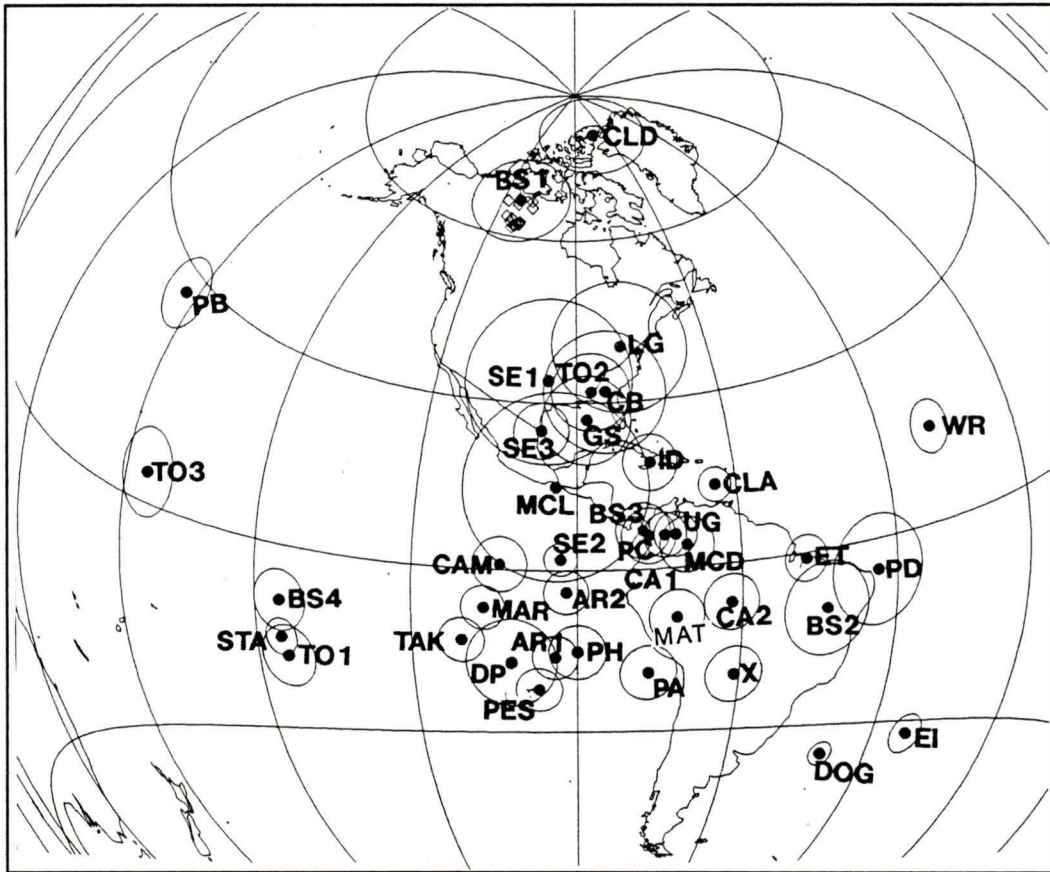 CLD
BS1
PB
LG
SE1
TO2
CB
GS
SE3
WR
ID
TO3
CLA
MCL
BS3
UG
PC
MCD
SE2
CAM
CA1
ET
PD
BS4
AR2
MAR
CA2
BS2
MAT
STA
TO1
TAK
AR1
PH
DP
PA
X
PES
EI
DOG